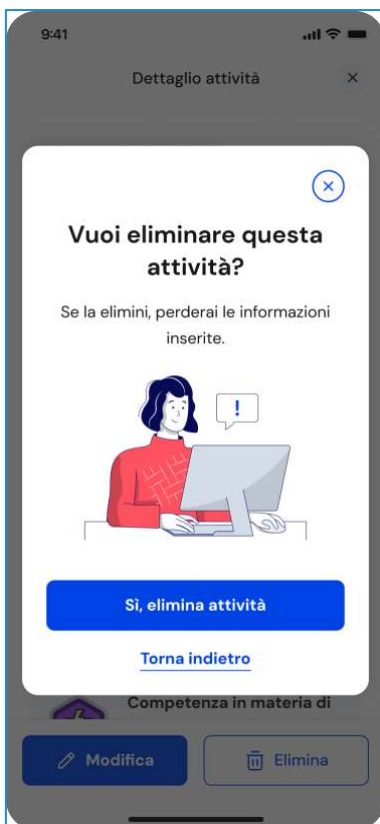 9:41
Dettaglio attività
Vuoi eliminare questa
attività?
Se la elimini, perderai le informazioni
inserite.
!
Sì, elimina attività
Torna indietro
Competenza in materia di
Modifica
Elimina